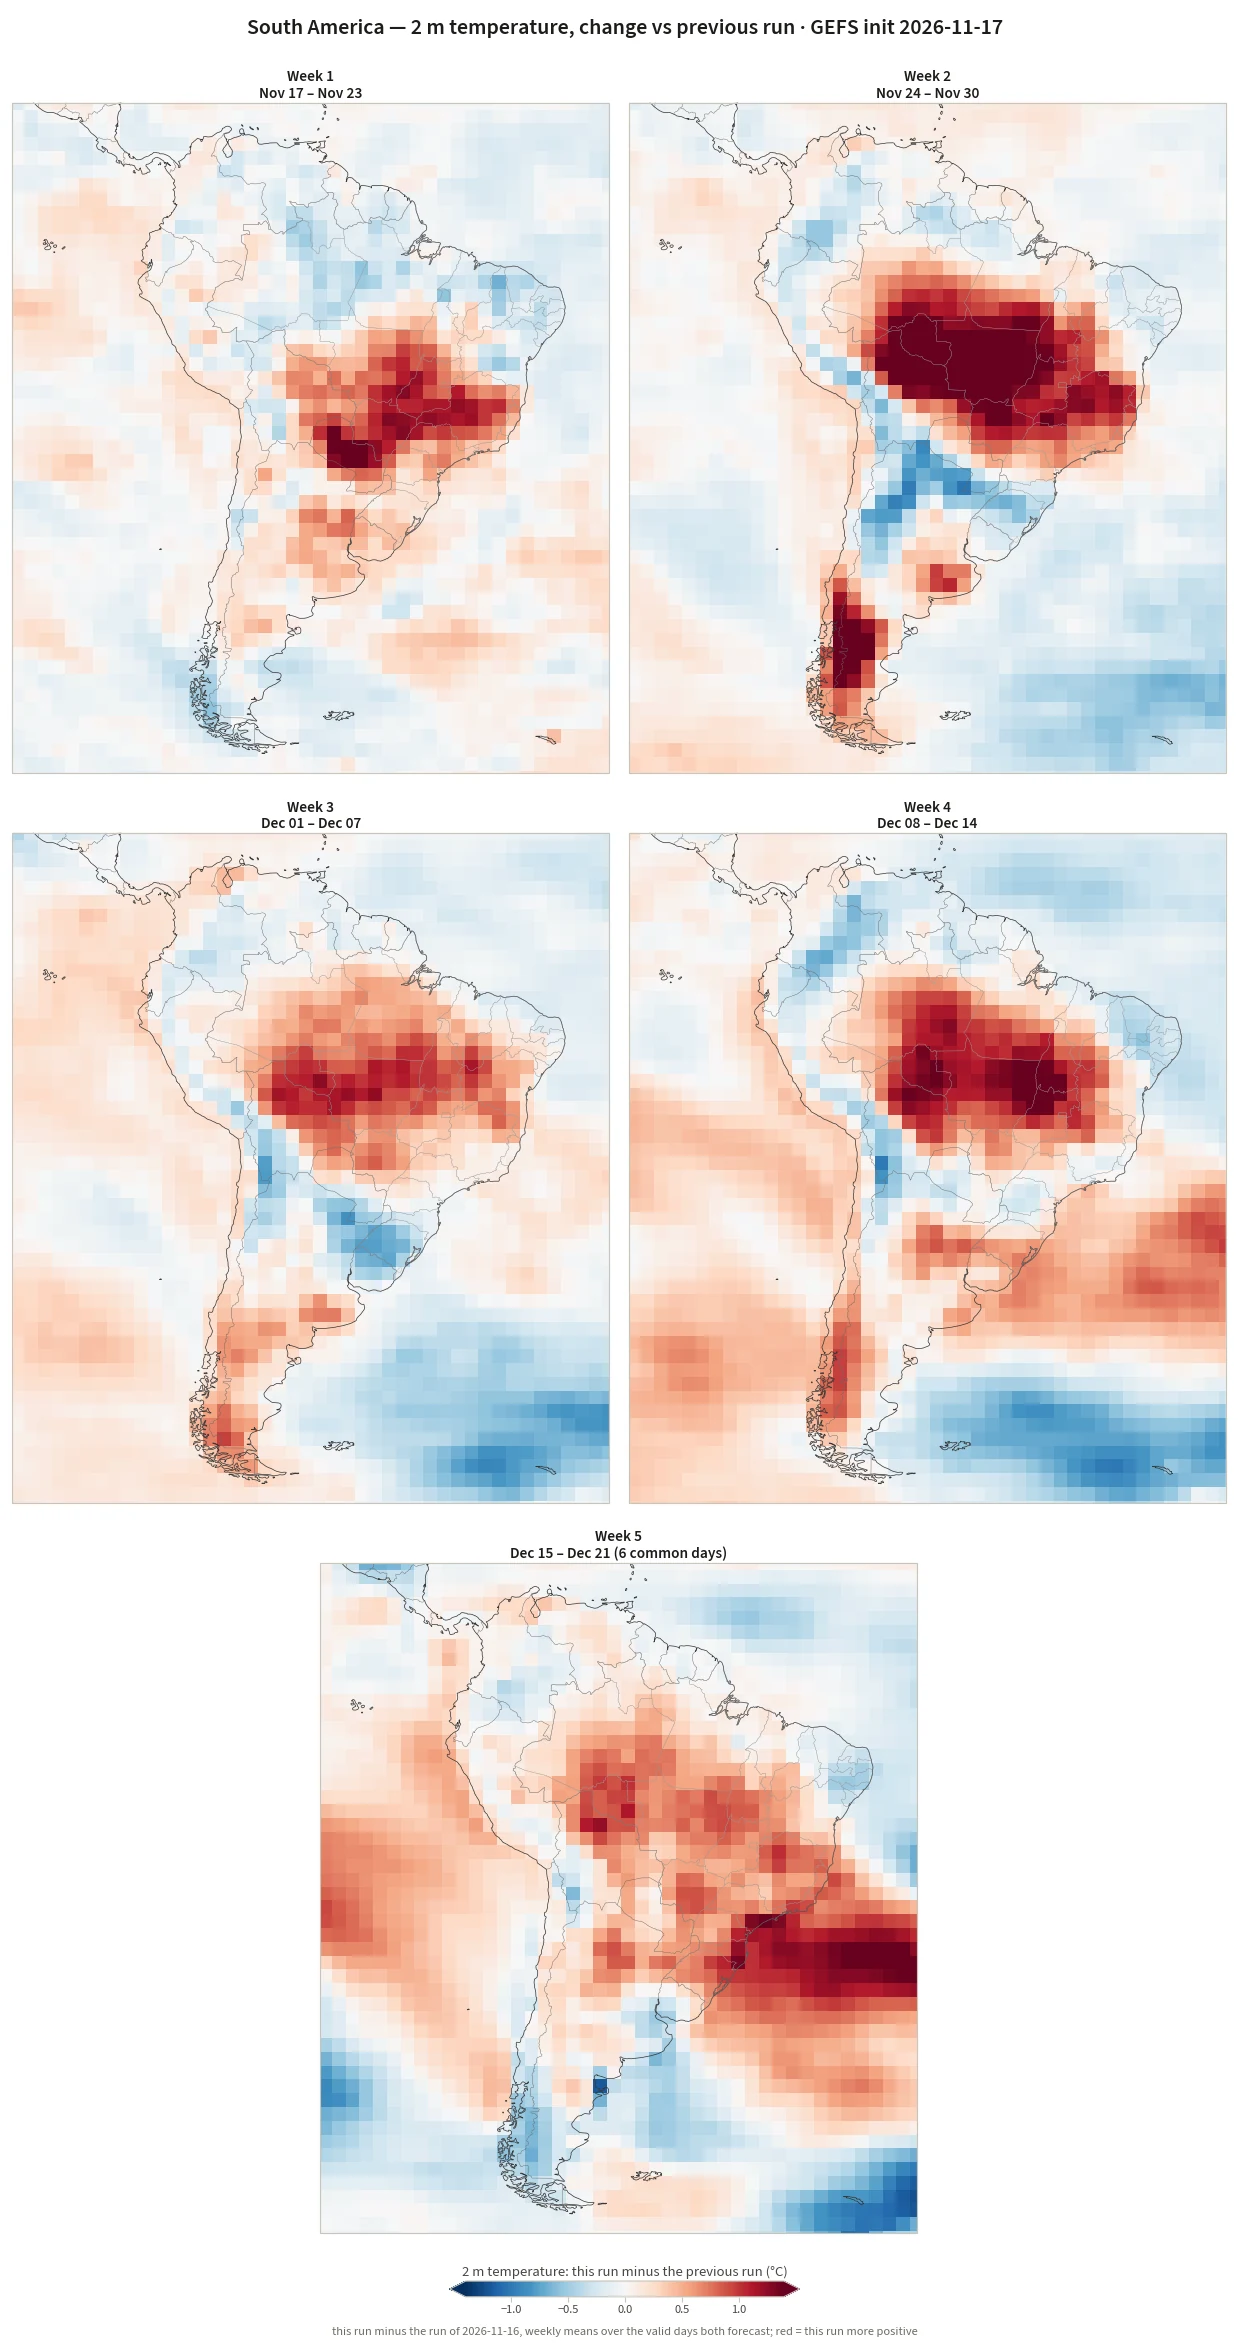 South America — 2 m temperature, change vs previous run · GEFS init 2026-11-17
Week 1
Nov 17 – Nov 23
Week 2
Nov 24 – Nov 30
Week 3
Dec 01 – Dec 07
Week 4
Dec 08 – Dec 14
Week 5
Dec 15 – Dec 21 (6 common days)
2 m temperature: this run minus the previous run (°C)
−1.0 −0.5 0.0 0.5 1.0
this run minus the run of 2026-11-16, weekly means over the valid days both forecast; red = this run more positive